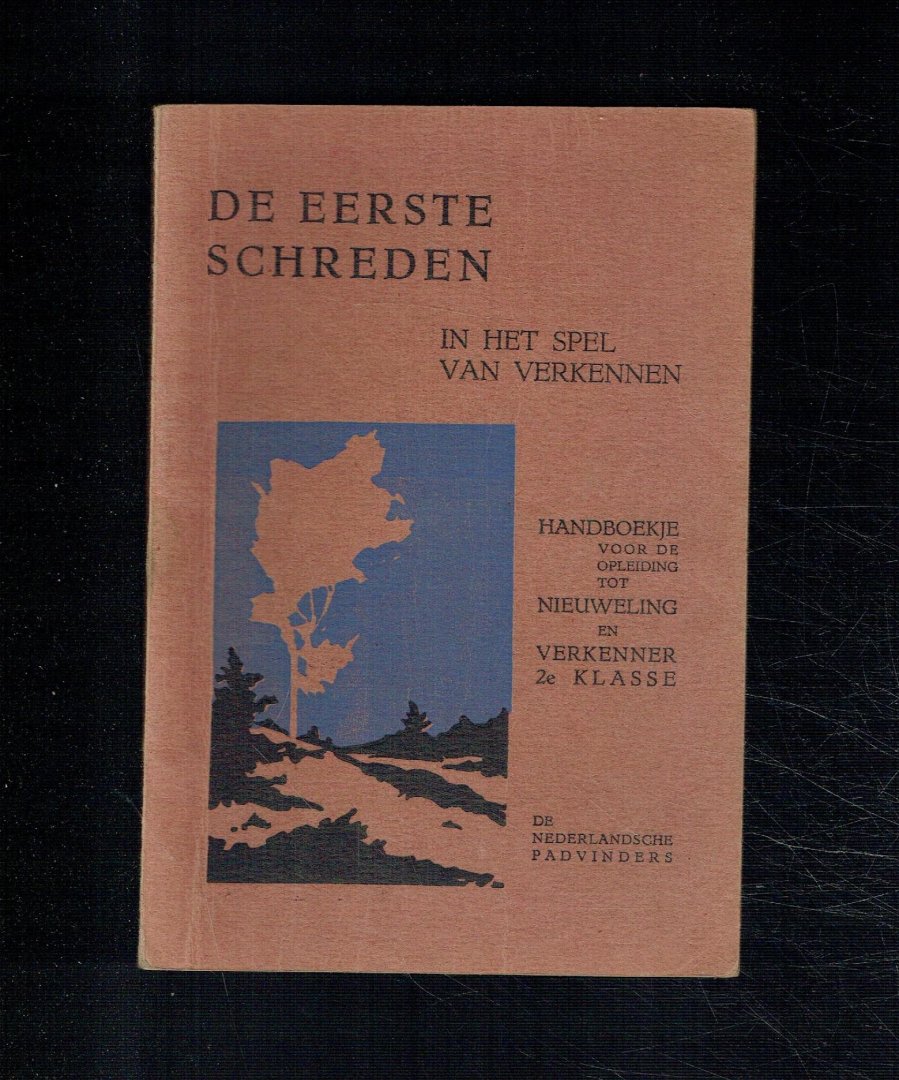 DE EERSTE
SCHREDEN
IN HET SPEL
VAN VERKENNEN
HANDBOEKJE
VOOR DE
OPLEIDING
TOT
NIEUWELING
EN
VERKENNER
2e KLASSE
DE
NEDERLANDSCHE
PADVINDERS